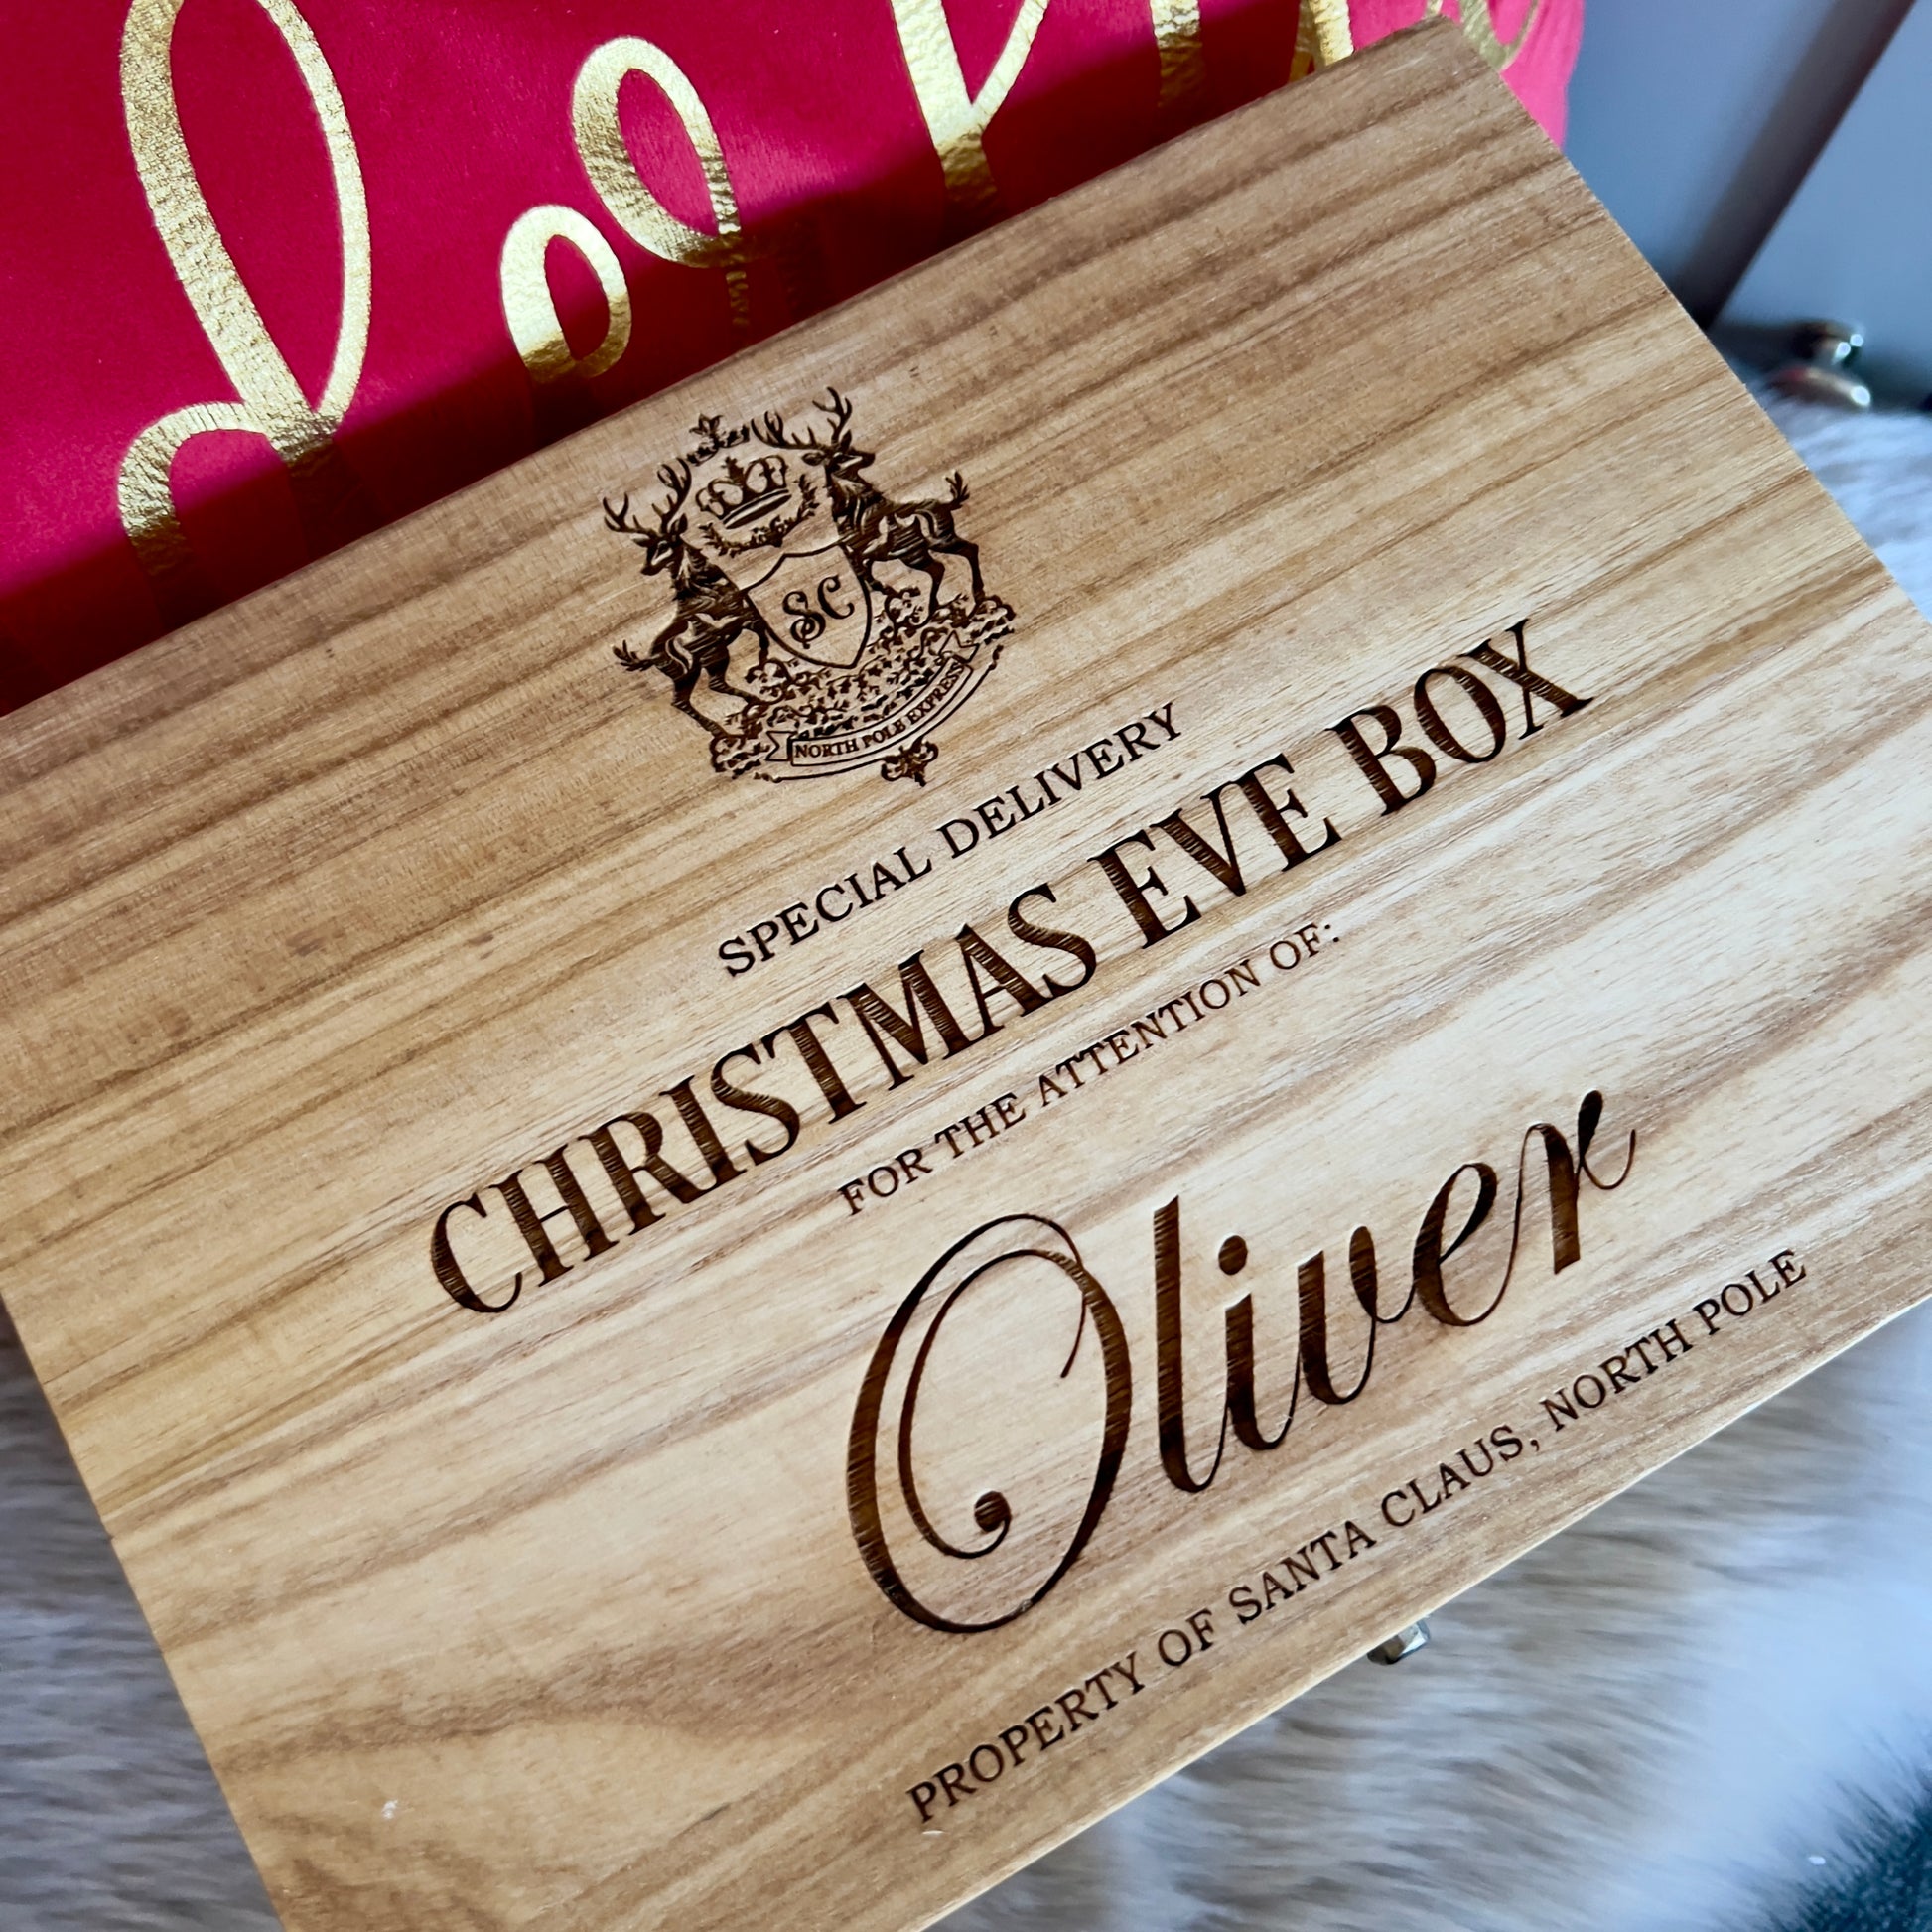 SC
NORTH POLE EXPRESS
SPECIAL DELIVERY
CHRISTMAS EVE BOX
FOR THE ATTENTION OF:
Oliver
PROPERTY OF SANTA CLAUS, NORTH POLE